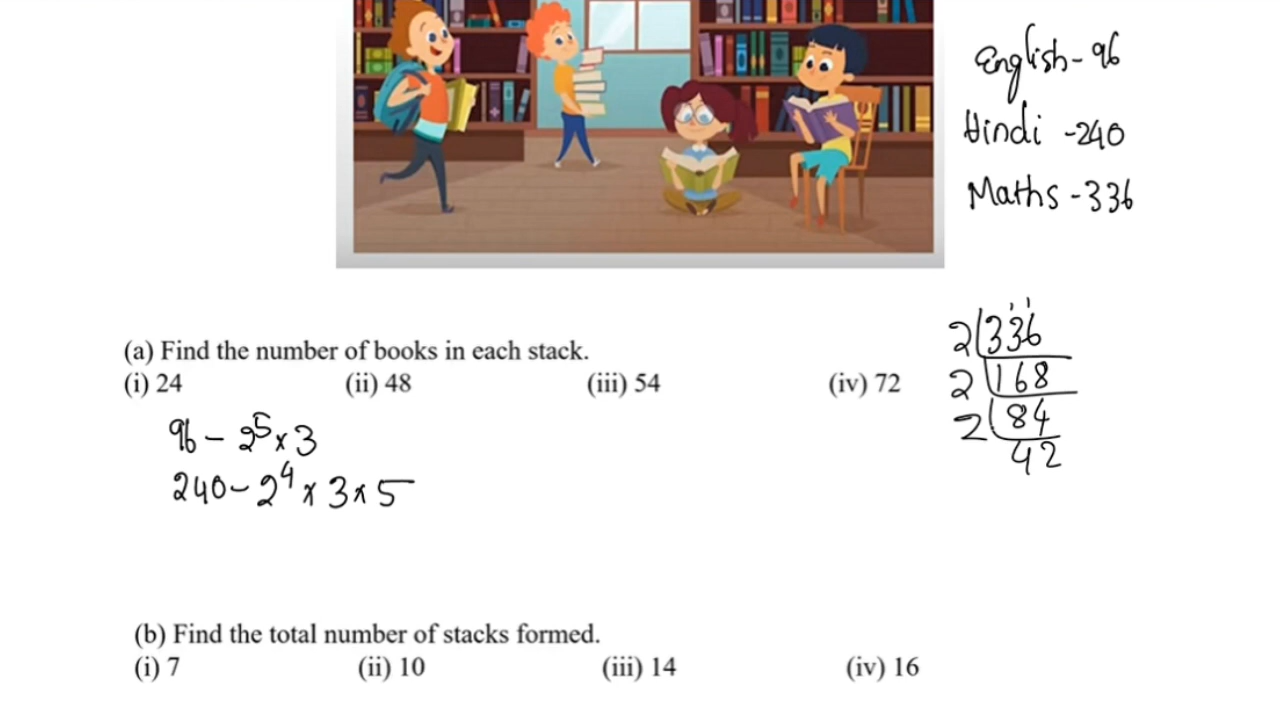 English - 96
Hindi - 240
Maths - 336
(a) Find the number of books in each stack.
(i) 24 (ii) 48 (iii) 54 (iv) 72
96 - 2⁵ x 3
240 - 2⁴ x 3 x 5
2 | 336
2 | 168
2 | 84
42
(b) Find the total number of stacks formed.
(i) 7 (ii) 10 (iii) 14 (iv) 16